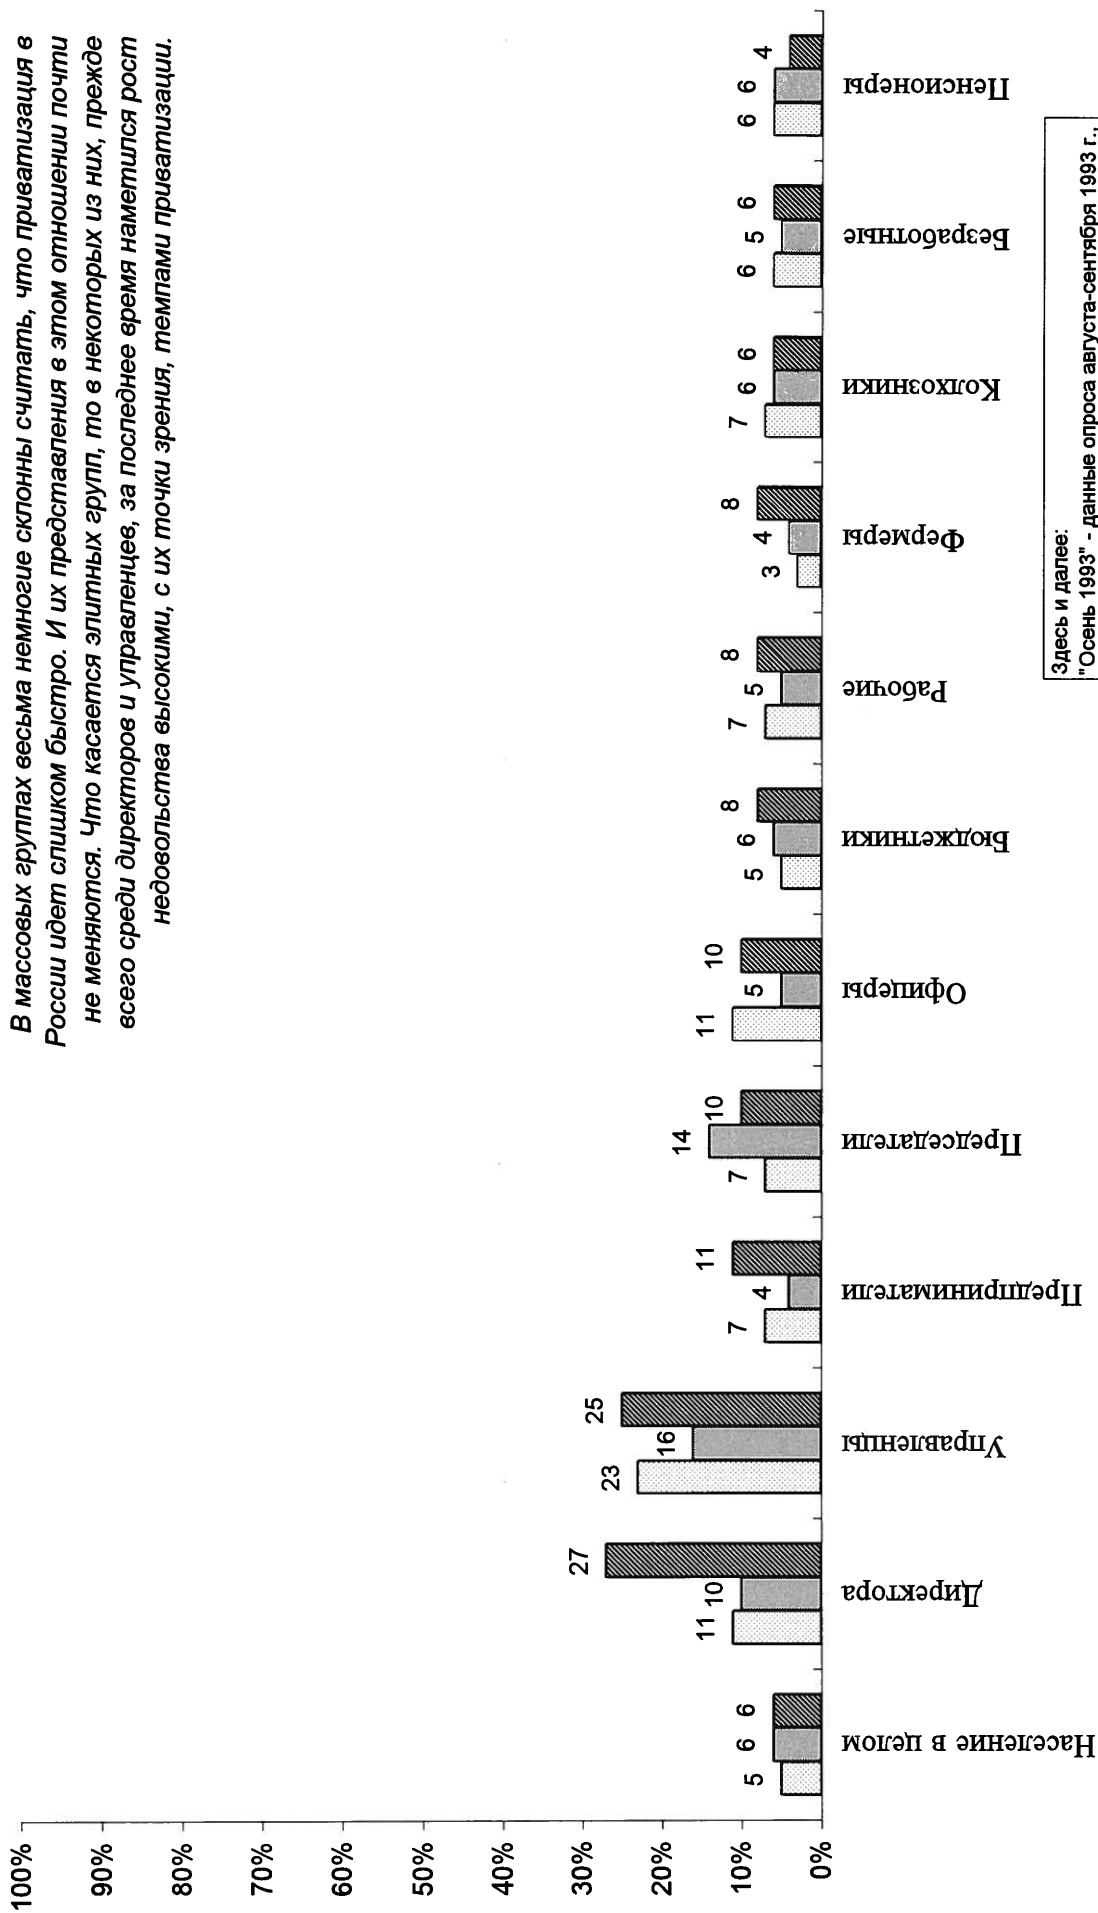 В массовых группах весьма немногие склонны считать, что приватизация в
России идет слишком быстро. И их представления в этом отношении почти
не меняются. Что касается элитных групп, то в некоторых из них, прежде
всего среди директоров и управленцев, за последнее время наметился рост
недовольства высокими, с их точки зрения, темпами приватизации.
100%
90%
80%
70%
60%
50%
40%
30%
20%
10%
0%
5 6 6
11 10 27
23 16 25
7 4 11
7 14 10
11 5 10
5 6 8
7 5 8
3 4 8
7 6 6
6 5 6
6 6 4
Население в целом
Директора
Управленцы
Предприниматели
Председатели
Офицеры
Бюджетники
Рабочие
Фермеры
Колхозники
Безработные
Пенсионеры
Здесь и далее:
"Осень 1993" - данные опроса августа-сентября 1993 г.,